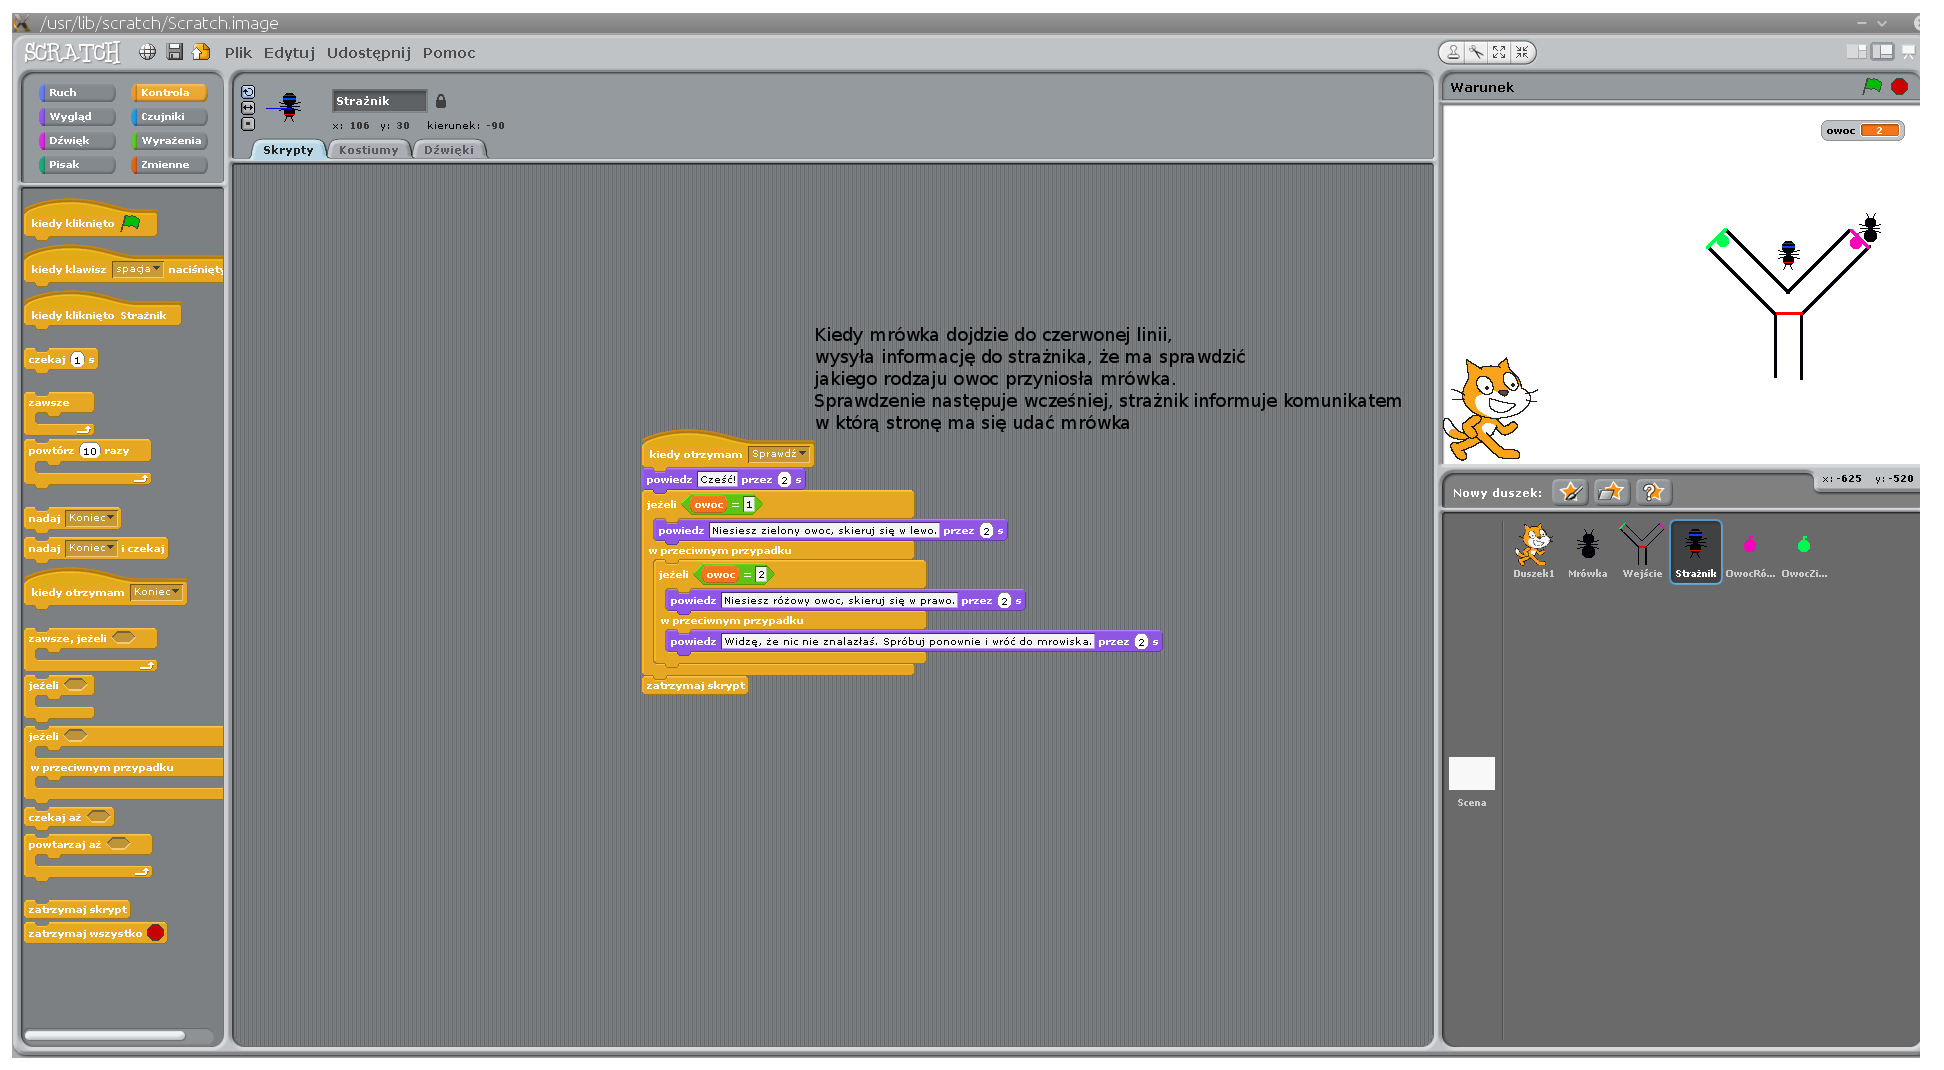 /usr/lib/scratch/Scratch.image
SCRATCH Plik Edytuj Udostępnij Pomoc
Ruch Kontrola
Wygląd Czujniki
Dźwięk Wyrażenia
Pisak Zmienne
kiedy kliknięto
kiedy klawisz spacja naciśnięty
kiedy kliknięto Strażnik
czekaj 1 s
zawsze
powtórz 10 razy
nadaj Koniec
nadaj Koniec i czekaj
kiedy otrzymam Koniec
zawsze, jeżeli
jeżeli
jeżeli
w przeciwnym przypadku
czekaj aż
powtarzaj aż
zatrzymaj skrypt
zatrzymaj wszystko
Strażnik
x: 106 y: 30 kierunek: -90
Skrypty Kostiumy Dźwięki
Kiedy mrówka dojdzie do czerwonej linii,
wysyła informację do strażnika, że ma sprawdzić
jakiego rodzaju owoc przyniosła mrówka.
Sprawdzenie następuje wcześniej, strażnik informuje komunikatem
w którą stronę ma się udać mrówka
kiedy otrzymam Sprawdź
powiedz Cześć! przez 2 s
jeżeli owoc = 1
powiedz Niesiesz zielony owoc, skieruj się w lewo. przez 2 s
w przeciwnym przypadku
jeżeli owoc = 2
powiedz Niesiesz różowy owoc, skieruj się w prawo. przez 2 s
w przeciwnym przypadku
powiedz Widzę, że nic nie znalazłaś. Spróbuj ponownie i wróć do mrowiska. przez 2 s
zatrzymaj skrypt
Warunek
owoc 2
x: -625 y: -520
Nowy duszek:
Duszek1 Mrówka Wejście Strażnik OwocRó... OwocZi...
Scena